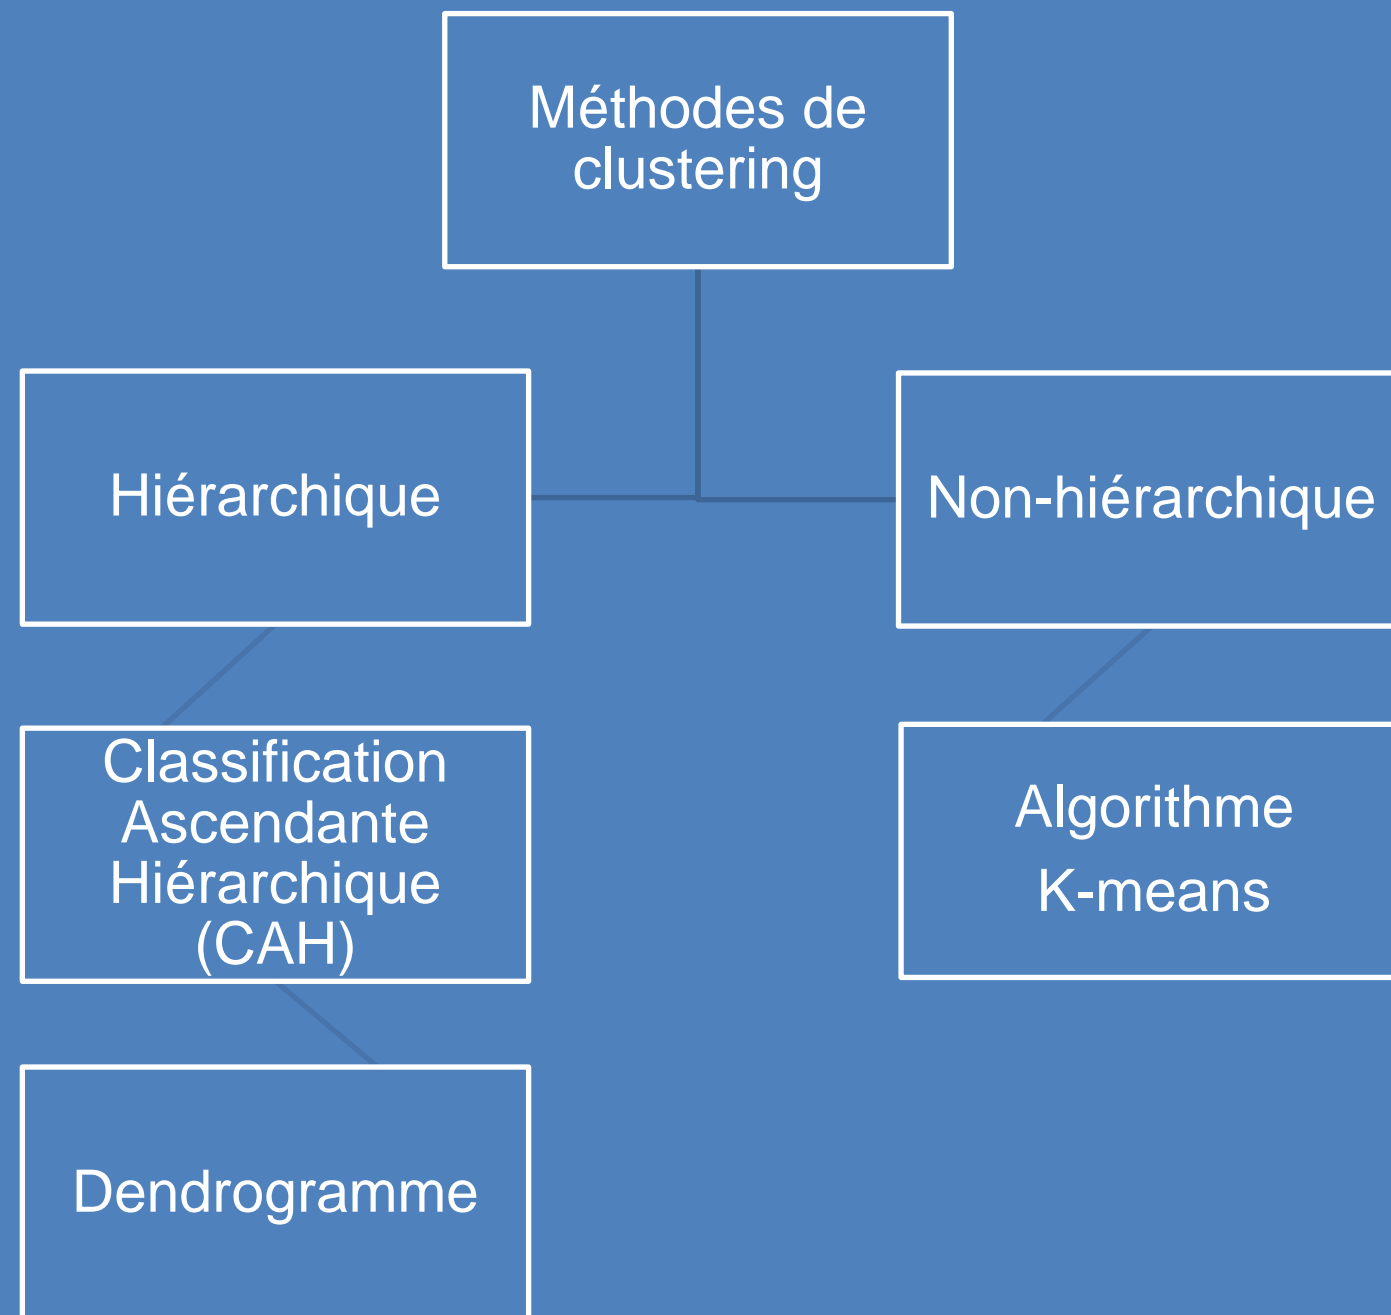 Méthodes de
clustering
Hiérarchique
Non-hiérarchique
Classification
Ascendante
Hiérarchique
(CAH)
Algorithme
K-means
Dendrogramme